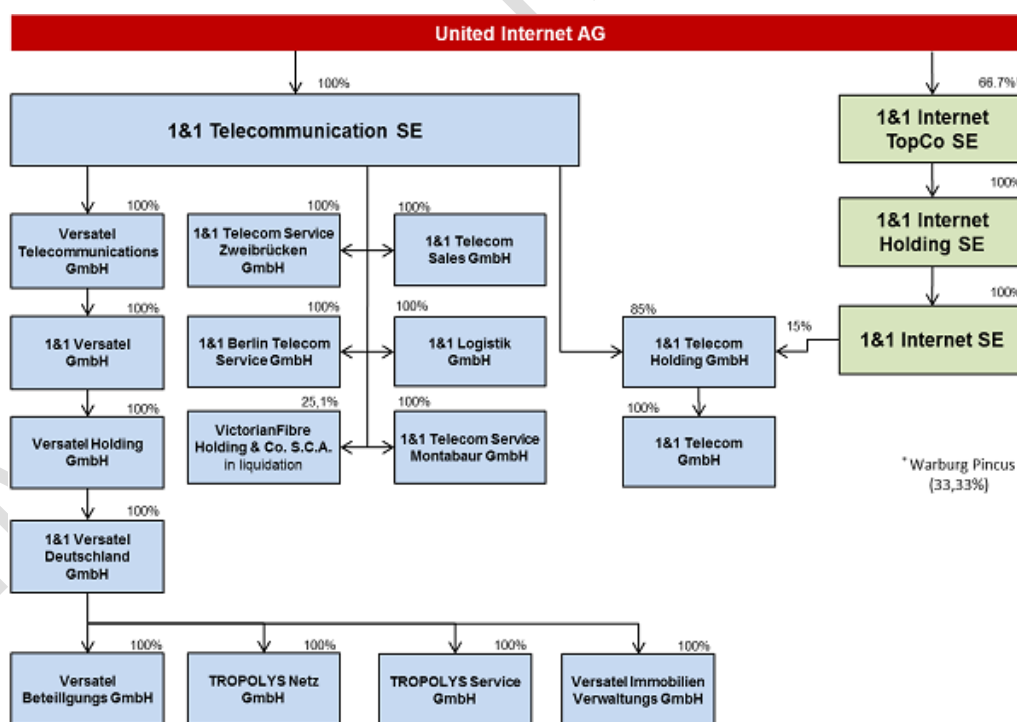 United Internet AG
100%
66.7%
1&1 Telecommunication SE
1&1 Internet
TopCo SE
100%
100%
100%
100%
Versatel
Telecommunications
GmbH
1&1 Telecom Service
Zweibrücken
GmbH
1&1 Telecom
Sales GmbH
1&1 Internet
Holding SE
100%
100%
100%
100%
85%
15%
1&1 Versatel
GmbH
1&1 Berlin Telecom
Service GmbH
1&1 Logistik
GmbH
1&1 Telecom
Holding GmbH
1&1 Internet SE
100%
25,1%
100%
100%
Versatel Holding
GmbH
VictorianFibre
Holding & Co. S.C.A.
in liquidation
1&1 Telecom Service
Montabaur GmbH
1&1 Telecom
GmbH
* Warburg Pincus
(33,33%)
100%
1&1 Versatel
Deutschland
GmbH
100%
100%
100%
100%
Versatel
Beteiligungs GmbH
TROPOLYS Netz
GmbH
TROPOLYS Service
GmbH
Versatel Immobilien
Verwaltungs GmbH